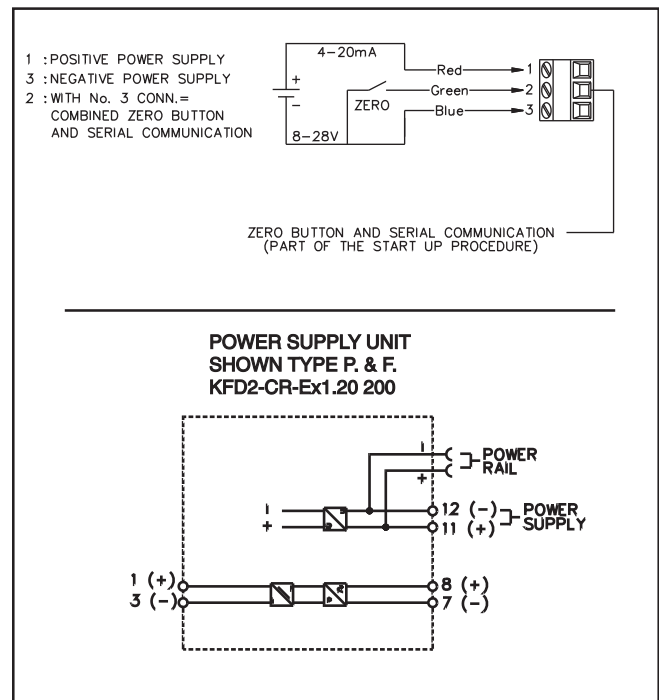 1 :POSITIVE POWER SUPPLY
3 :NEGATIVE POWER SUPPLY
2 :WITH No. 3 CONN.=
COMBINED ZERO BUTTON
AND SERIAL COMMUNICATION
4-20mA
+
-
8-28V
ZERO
Red 1
Green 2
Blue 3
ZERO BUTTON AND SERIAL COMMUNICATION
(PART OF THE START UP PROCEDURE)
POWER SUPPLY UNIT
SHOWN TYPE P. & F.
KFD2-CR-Ex1.20 200
POWER
RAIL
+
12 (-)
11 (+)
POWER
SUPPLY
+
1 (+)
3 (-)
8 (+)
7 (-)